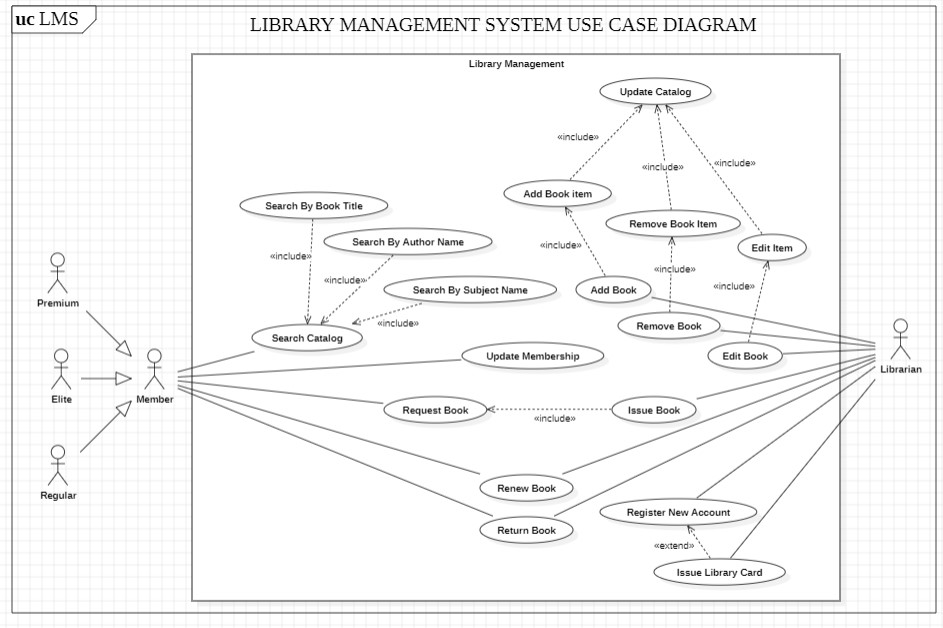 uc LMS
LIBRARY MANAGEMENT SYSTEM USE CASE DIAGRAM
Library Management
Update Catalog
«include»
«include»
«include»
Add Book item
Search By Book Title
Remove Book Item
Search By Author Name
Edit Item
«include»
«include»
«include»
«include»
«include»
Search By Subject Name
Add Book
Premium
«include»
Remove Book
Search Catalog
Update Membership
Edit Book
Librarian
Elite
Member
Request Book
Issue Book
«include»
Renew Book
Regular
Register New Account
Return Book
«extend»
Issue Library Card